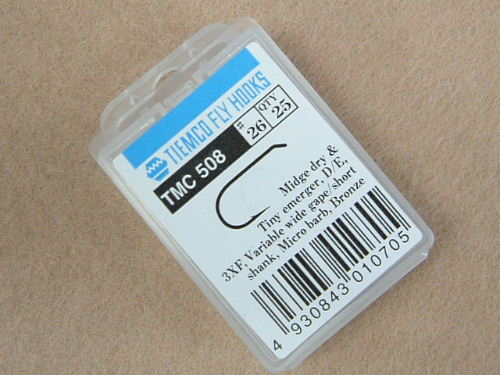 TIEMCO FLY HOOKS
TMC 508
# 26
QTY 25
Midge dry &
Tiny emerger, D/E,
3XF, Variable wide gape/short
shank, Micro barb, Bronze
4 930843 010705